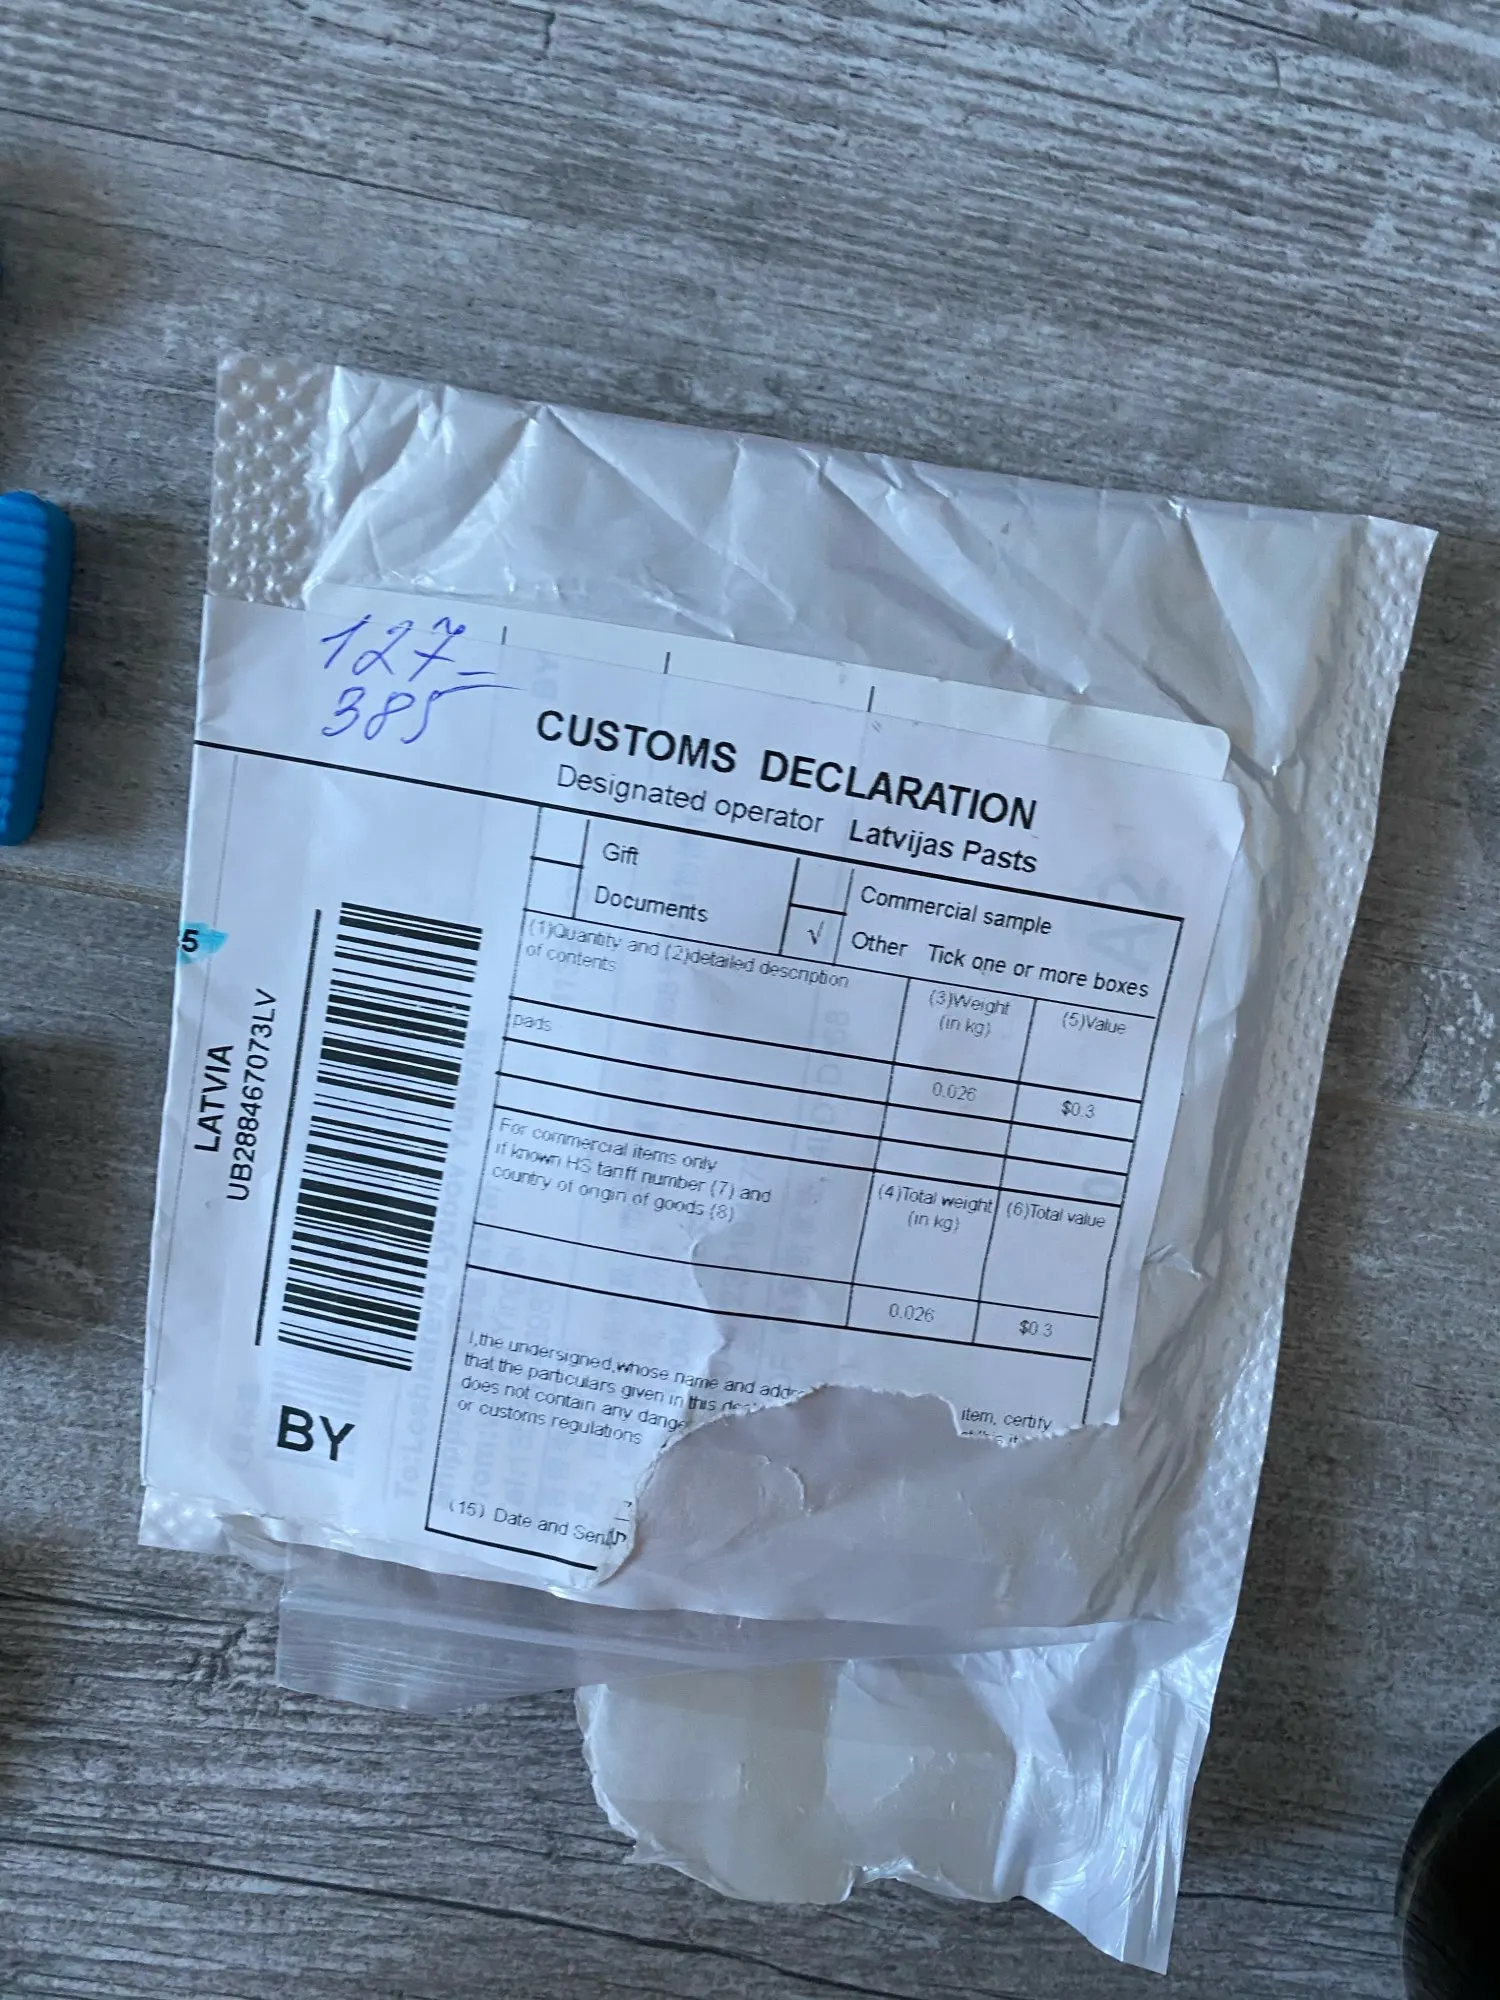 127-
385
CUSTOMS DECLARATION
Designated operator Latvijas Pasts
Gift
Commercial sample
Documents
√ Other Tick one or more boxes
(1)Quantity and (2)detailed description
of contents
(3)Weight
(in kg)
(5)Value
pads
0.026
$0.3
For commercial items only
if known HS tariff number (7) and
country of origin of goods (8)
(4)Total weight
(in kg)
(6)Total value
0.026
$0.3
I,the undersigned,whose name and
item, certify
that the particulars given in this
does not contain any
or customs regulations
(15) Date and
5
LATVIA
UB288467073LV
BY